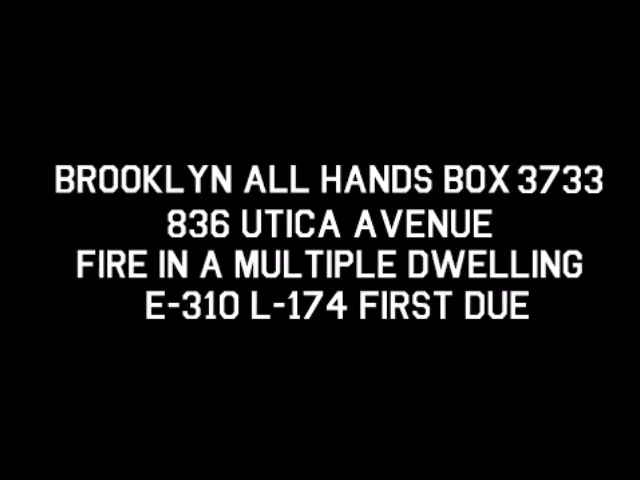 BROOKLYN ALL HANDS BOX 3733
836 UTICA AVENUE
FIRE IN A MULTIPLE DWELLING
E-310 L-174 FIRST DUE